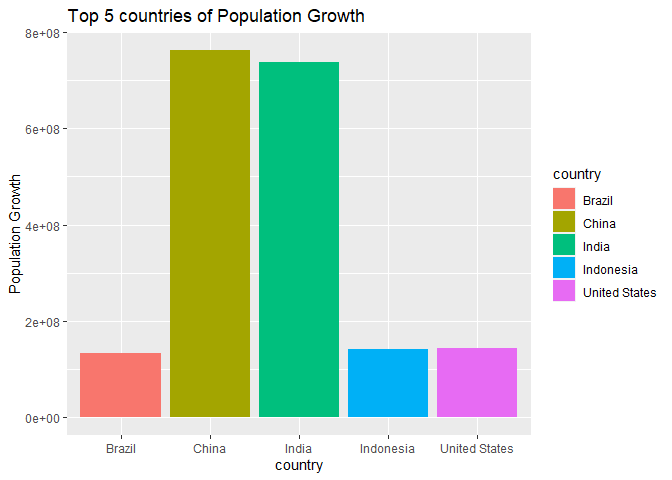 Top 5 countries of Population Growth
8e+08
6e+08
4e+08
2e+08
0e+00
Population Growth
Brazil
China
India
Indonesia
United States
country
country
Brazil
China
India
Indonesia
United States